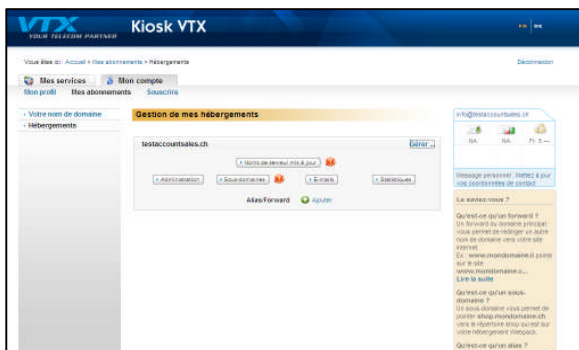 VTX
YOUR TELECOM PARTNER
Kiosk VTX
Vous êtes ici : Accueil > Mes abonnements > Hébergements
Déconnexion
Mes services
Mon compte
Mon profil
Mes abonnements
Souscrire
Votre nom de domaine
Hébergements
Gestion de mes hébergements
testaccountsales.ch
Gérer ...
Noms de serveur mis à jour
Administration
Sous-domaines
E-mails
Statistiques
Alias/Forward
Ajouter
info@testaccountsales.ch
NA
NA
Fr. 0.—
Message personnel : Mettez à jour
vos coordonnées de contact
Le saviez-vous ?
Qu'est-ce qu'un forward ?
Un forward du domaine principal
vous permet de rediriger un autre
nom de domaine vers votre site
internet
Ex : www.mondomaine.li pointe
sur le site
www.mondomaine.c...
Lire la suite
Qu'est-ce qu'un sous-
domaine ?
Un sous-domaine vous permet de
pointer shop.mondomaine.ch
vers le répertoire shop qui est sur
votre hébergement Webpack.
Qu'est-ce qu'un alias ?